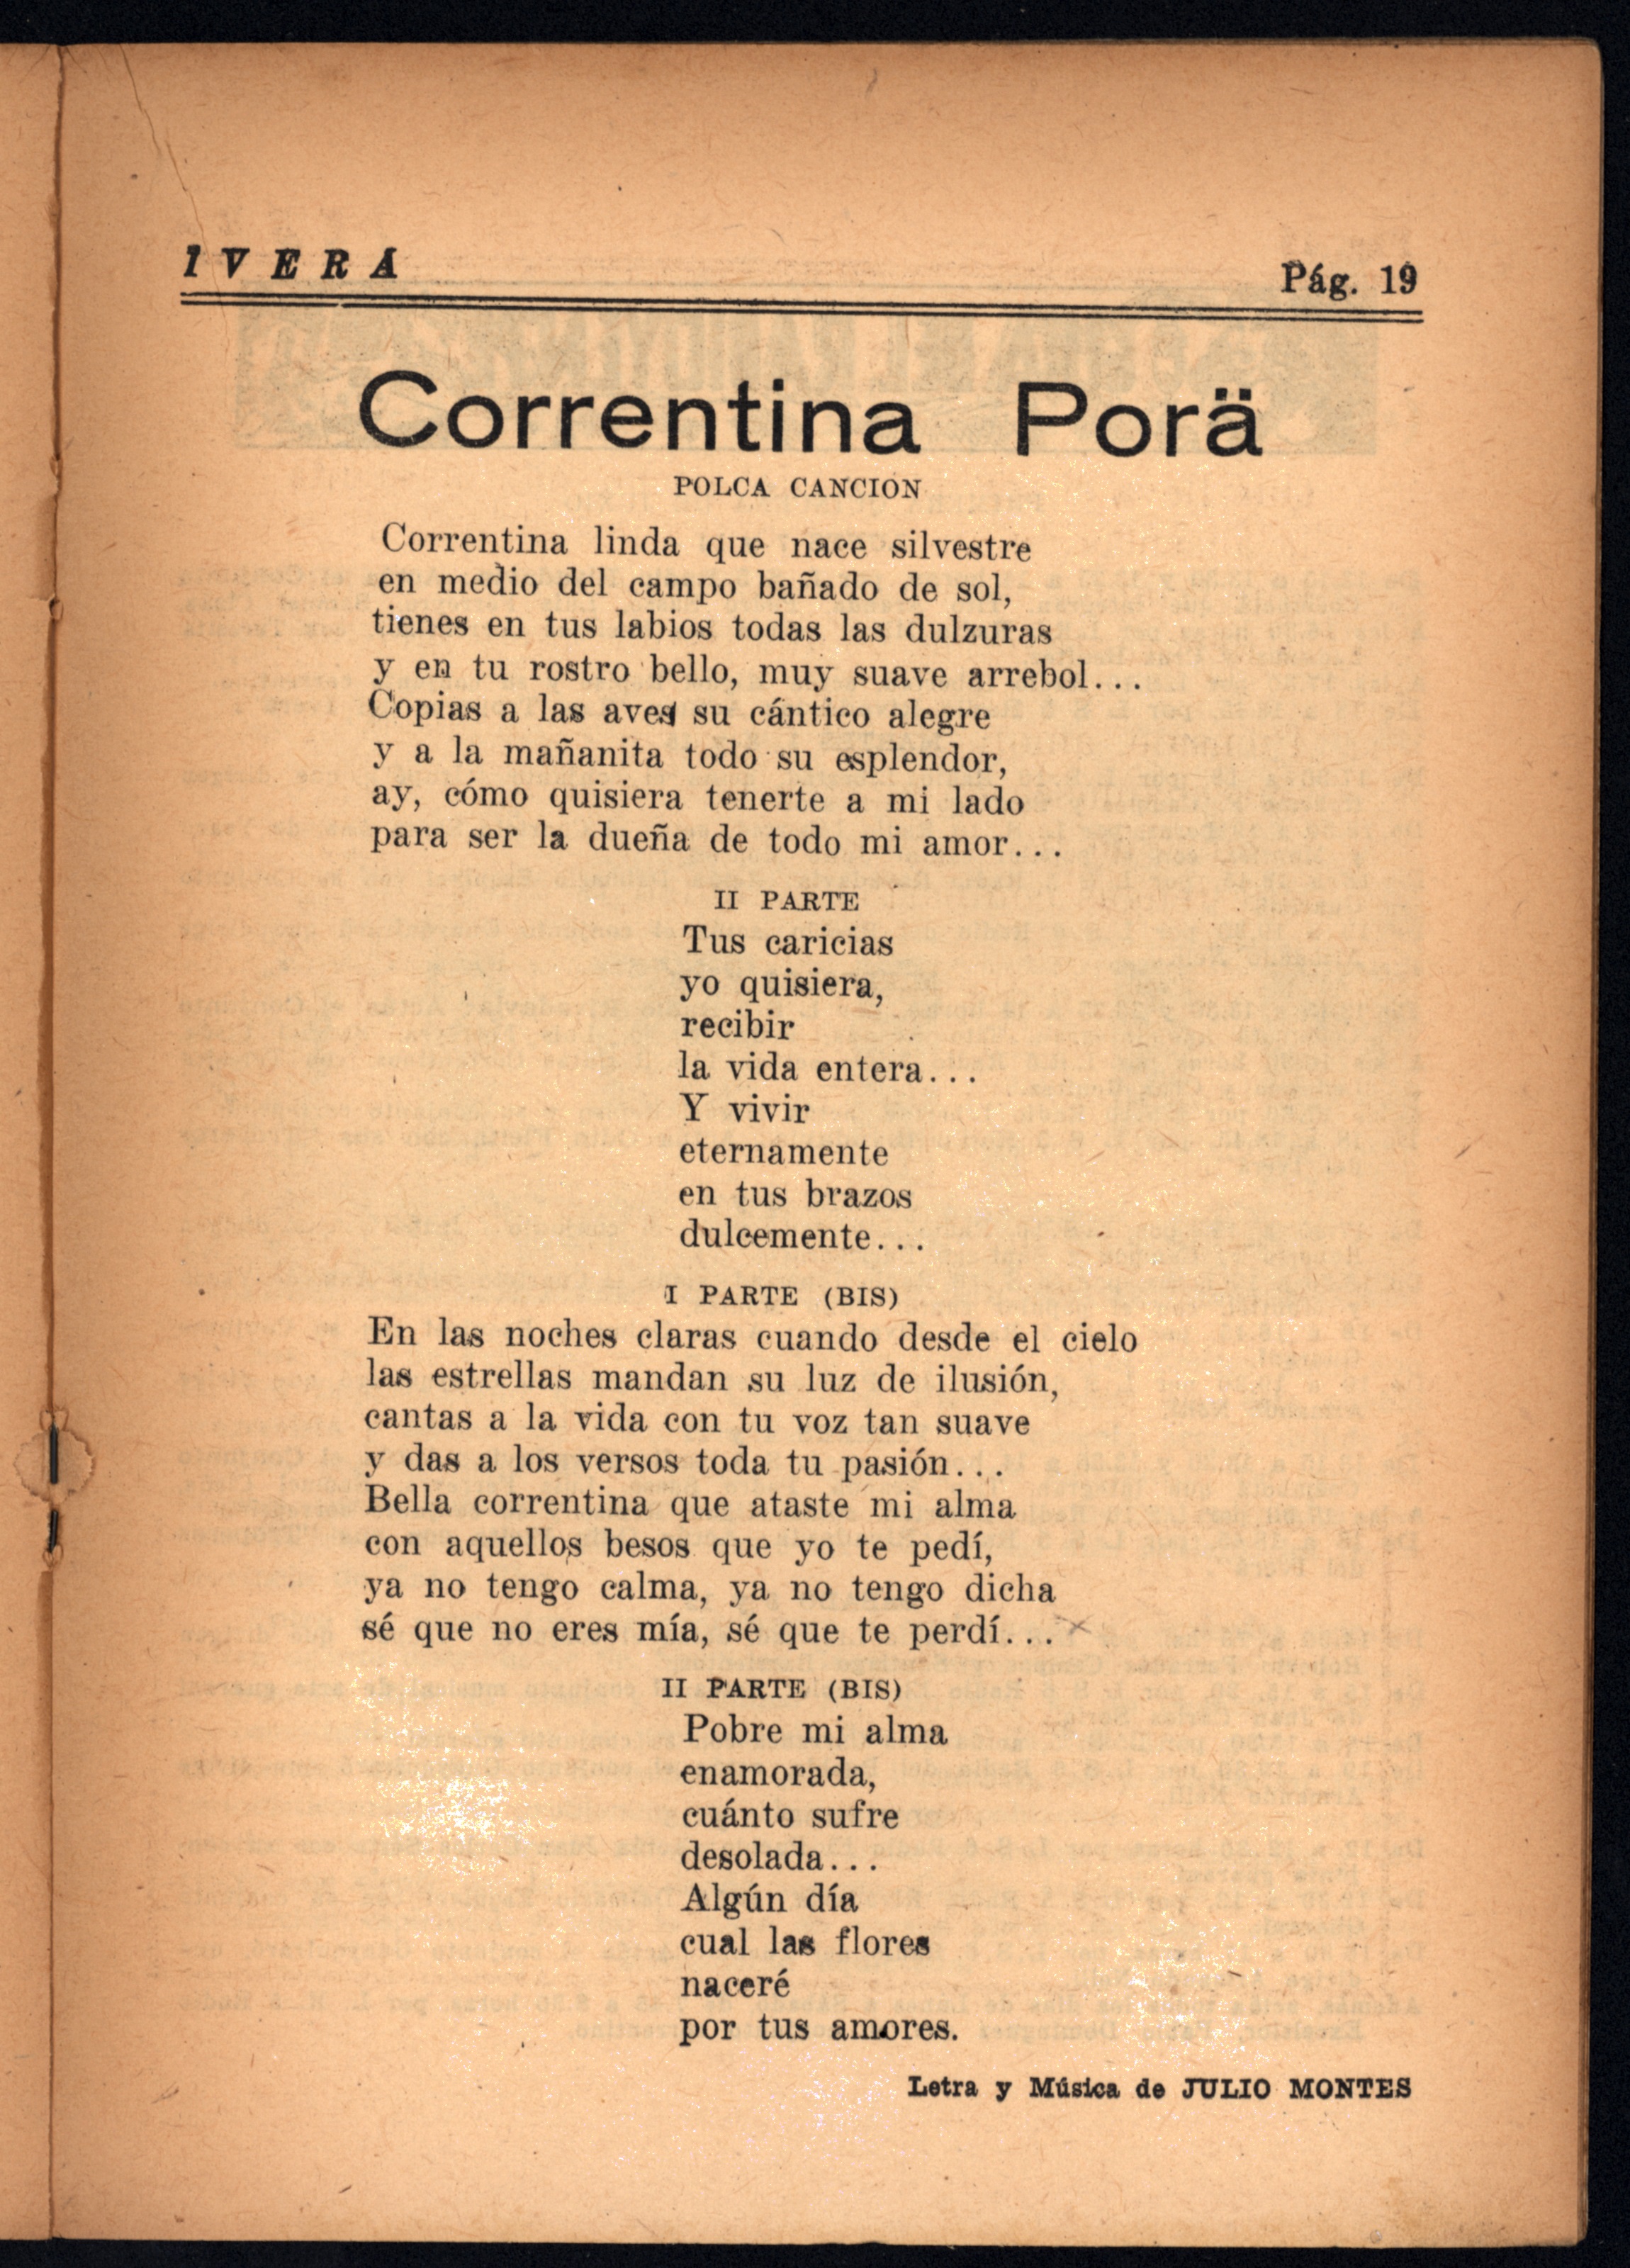 IVERÁ
Pág. 19
Correntina Porä
POLCA CANCION
Correntina linda que nace silvestre
en medio del campo bañado de sol,
tienes en tus labios todas las dulzuras
y en tu rostro bello, muy suave arrebol...
Copias a las aves su cántico alegre
y a la mañanita todo su esplendor,
ay, cómo quisiera tenerte a mi lado
para ser la dueña de todo mi amor...
II PARTE
Tus caricias
yo quisiera,
recibir
la vida entera...
Y vivir
eternamente
en tus brazos
dulcemente...
I PARTE (BIS)
En las noches claras cuando desde el cielo
las estrellas mandan su luz de ilusión,
cantas a la vida con tu voz tan suave
y das a los versos toda tu pasión...
Bella correntina que ataste mi alma
con aquellos besos que yo te pedí,
ya no tengo calma, ya no tengo dicha
sé que no eres mía, sé que te perdí...
II PARTE (BIS)
Pobre mi alma
enamorada,
cuánto sufre
desolada...
Algún día
cual las flores
naceré
por tus amores.
Letra y Música de JULIO MONTES